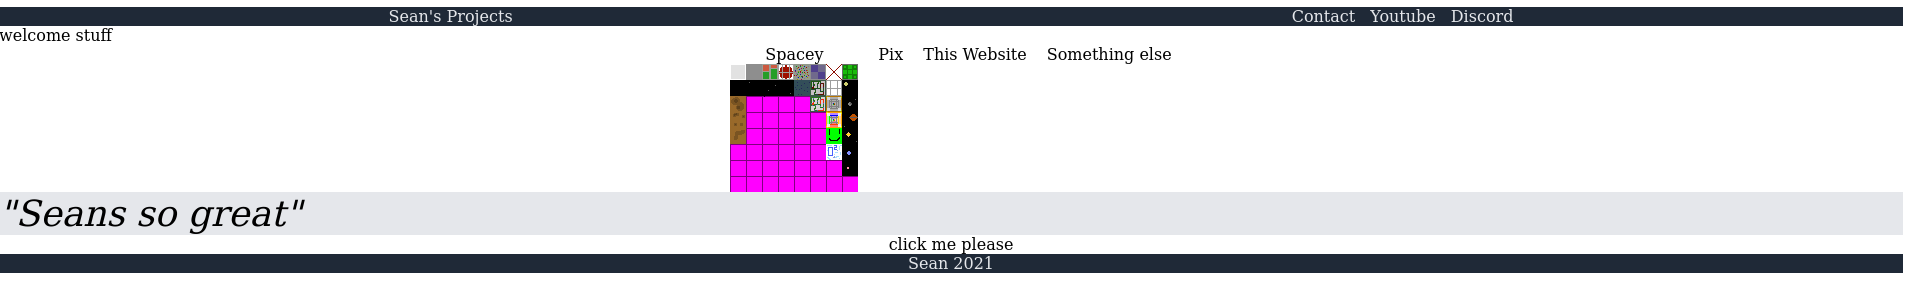 Sean's Projects Contact Youtube Discord
welcome stuff
Spacey Pix This Website Something else
"Seans so great"
click me please
Sean 2021